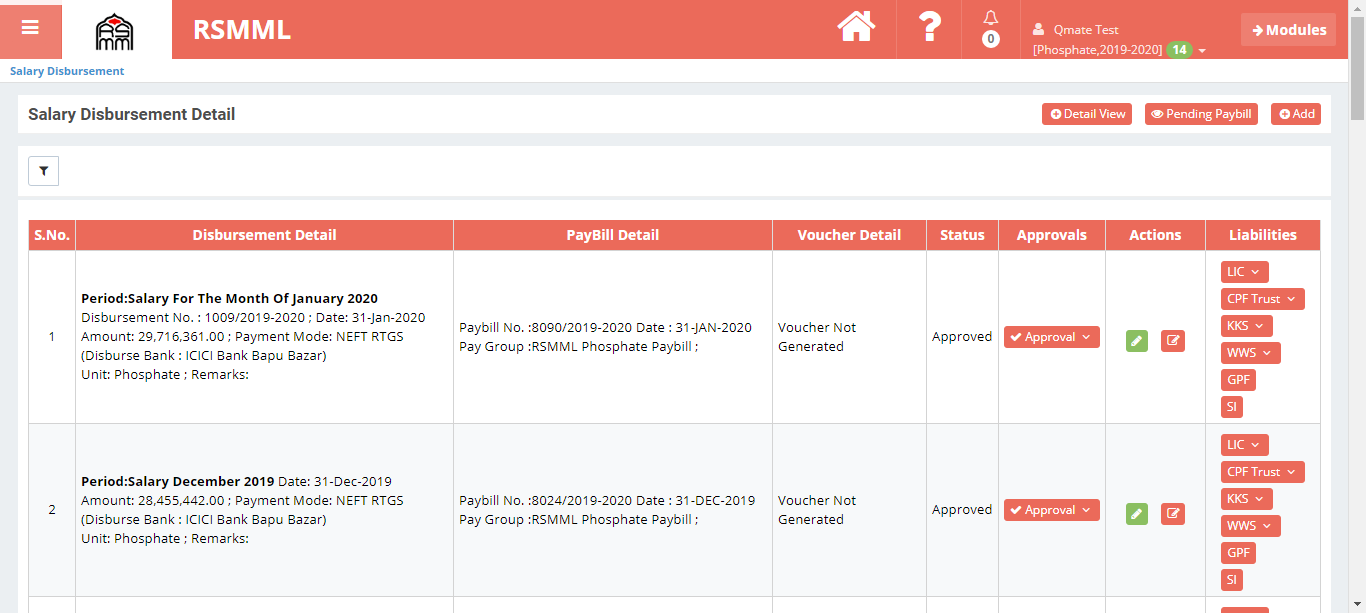 RSMM
RSMML
0
Qmate Test
[Phosphate,2019-2020] 14
Modules
Salary Disbursement
Salary Disbursement Detail
Detail View
Pending Paybill
Add
S.No. Disbursement Detail PayBill Detail Voucher Detail Status Approvals Actions Liabilities
1
Period:Salary For The Month Of January 2020
Disbursement No. : 1009/2019-2020 ; Date: 31-Jan-2020
Amount: 29,716,361.00 ; Payment Mode: NEFT RTGS
(Disburse Bank : ICICI Bank Bapu Bazar)
Unit: Phosphate ; Remarks:
Paybill No. :8090/2019-2020 Date : 31-JAN-2020
Pay Group :RSMML Phosphate Paybill ;
Voucher Not
Generated
Approved
Approval
LIC
CPF Trust
KKS
WWS
GPF
SI
2
Period:Salary December 2019 Date: 31-Dec-2019
Amount: 28,455,442.00 ; Payment Mode: NEFT RTGS
(Disburse Bank : ICICI Bank Bapu Bazar)
Unit: Phosphate ; Remarks:
Paybill No. :8024/2019-2020 Date : 31-DEC-2019
Pay Group :RSMML Phosphate Paybill ;
Voucher Not
Generated
Approved
Approval
LIC
CPF Trust
KKS
WWS
GPF
SI